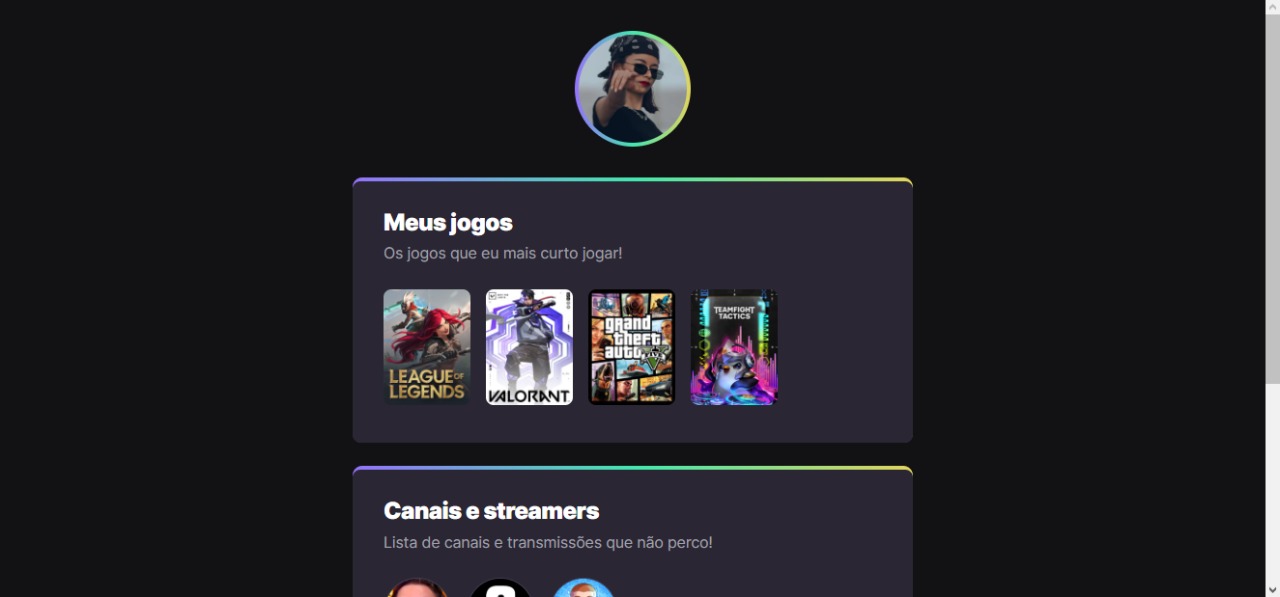 Meus jogos
Os jogos que eu mais curto jogar!
LEAGUE OF
LEGENDS
VALORANT
grand
theft
auto
FIVE
TEAMFIGHT
TACTICS
Canais e streamers
Lista de canais e transmissões que não perco!